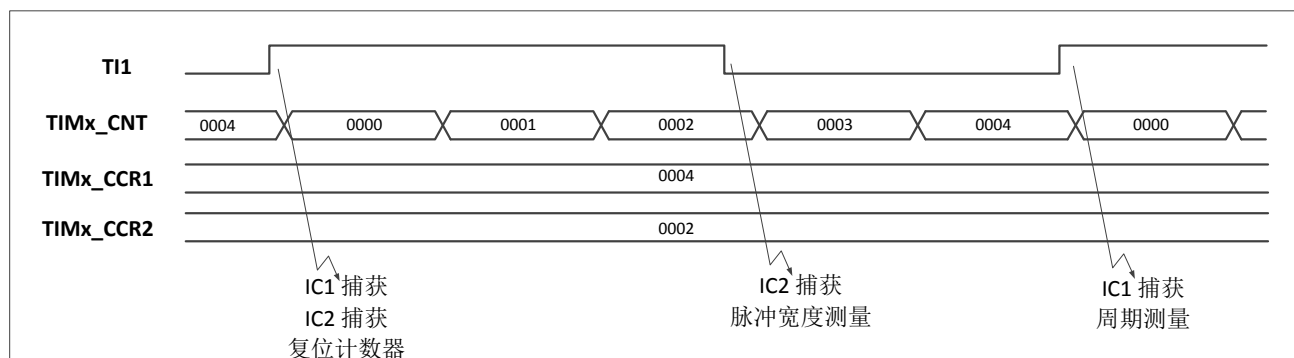 TI1
TIMx_CNT 0004 0000 0001 0002 0003 0004 0000
TIMx_CCR1 0004
TIMx_CCR2 0002
IC1 捕获
IC2 捕获
复位计数器
IC2 捕获
脉冲宽度测量
IC1 捕获
周期测量